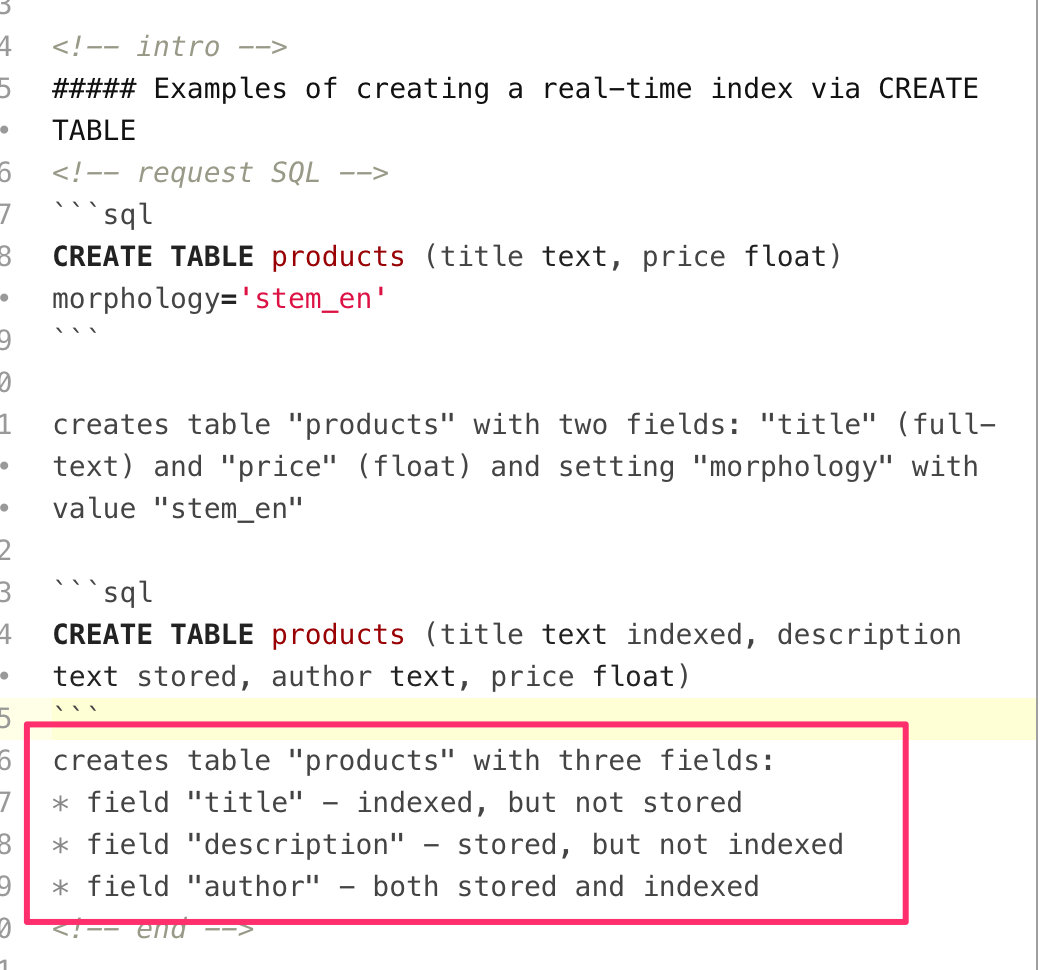 3
4 <!-- intro -->
5 ##### Examples of creating a real-time index via CREATE
• TABLE
6 <!-- request SQL -->
7 ```sql
8 CREATE TABLE products (title text, price float)
• morphology='stem_en'
9 ```
0
1 creates table "products" with two fields: "title" (full-
• text) and "price" (float) and setting "morphology" with
• value "stem_en"
2
3 ```sql
4 CREATE TABLE products (title text indexed, description
• text stored, author text, price float)
5 ```
6 creates table "products" with three fields:
7 * field "title" - indexed, but not stored
8 * field "description" - stored, but not indexed
9 * field "author" - both stored and indexed
0 <!-- end -->
1